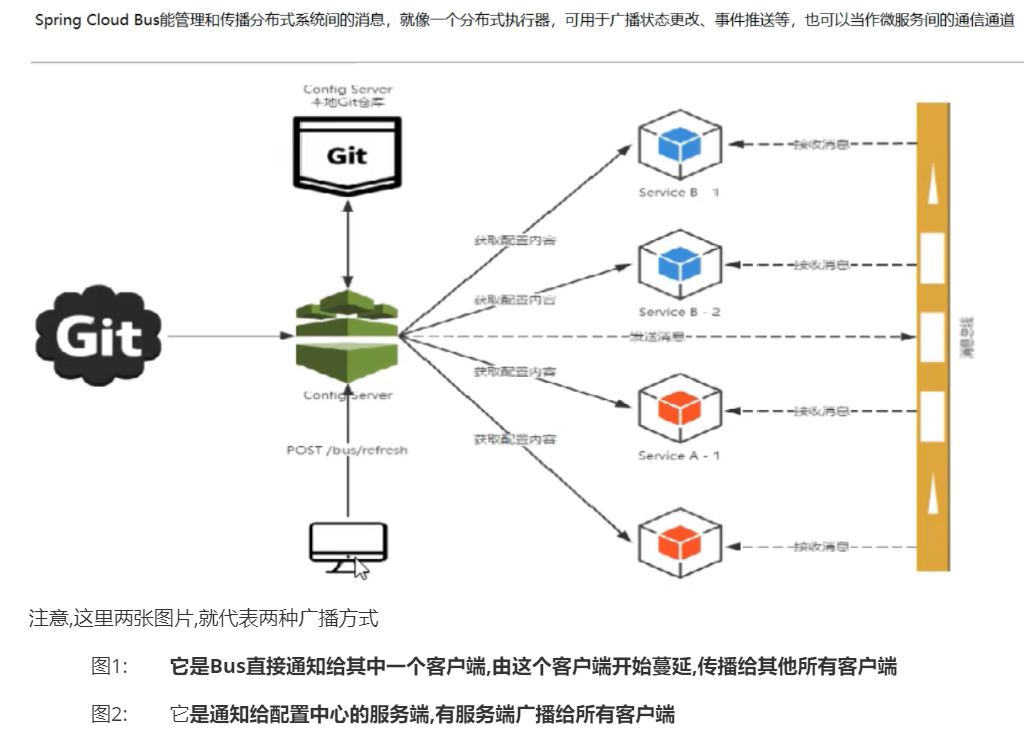 Spring Cloud Bus能管理和传播分布式系统间的消息，就像一个分布式执行器，可用于广播状态更改、事件推送等，也可以当作微服务间的通信通道
Config Server
本地Git仓库
Git
接收消息
Service B - 1
获取配置内容
接收消息
获取配置内容
Service B - 2
Git
发送消息
消息总线
获取配置内容
Config Server
接收消息
获取配置内容
POST /bus/refresh
Service A - 1
接收消息
注意,这里两张图片,就代表两种广播方式
图1: 它是Bus直接通知给其中一个客户端,由这个客户端开始蔓延,传播给其他所有客户端
图2: 它是通知给配置中心的服务端,有服务端广播给所有客户端